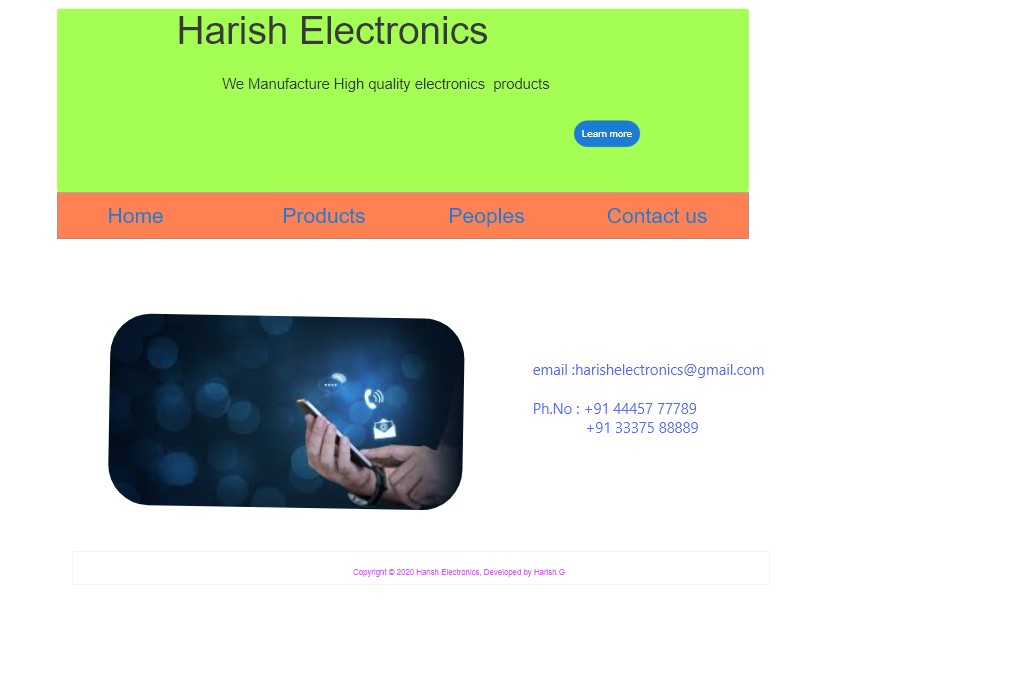 Harish Electronics
We Manufacture High quality electronics  products
Learn more
Home Products Peoples Contact us
email :harishelectronics@gmail.com
Ph.No : +91 44457 77789
+91 33375 88889
Copyright © 2020 Harish Electronics, Developed by Harish.G